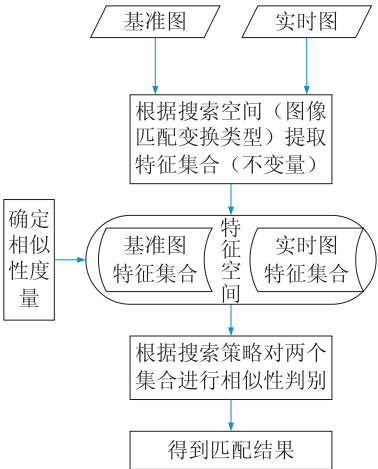 基准图
实时图
根据搜索空间（图像
匹配变换类型）提取
特征集合（不变量）
确定
相似
性度
量
特征空间
基准图
特征集合
实时图
特征集合
根据搜索策略对两个
集合进行相似性判别
得到匹配结果